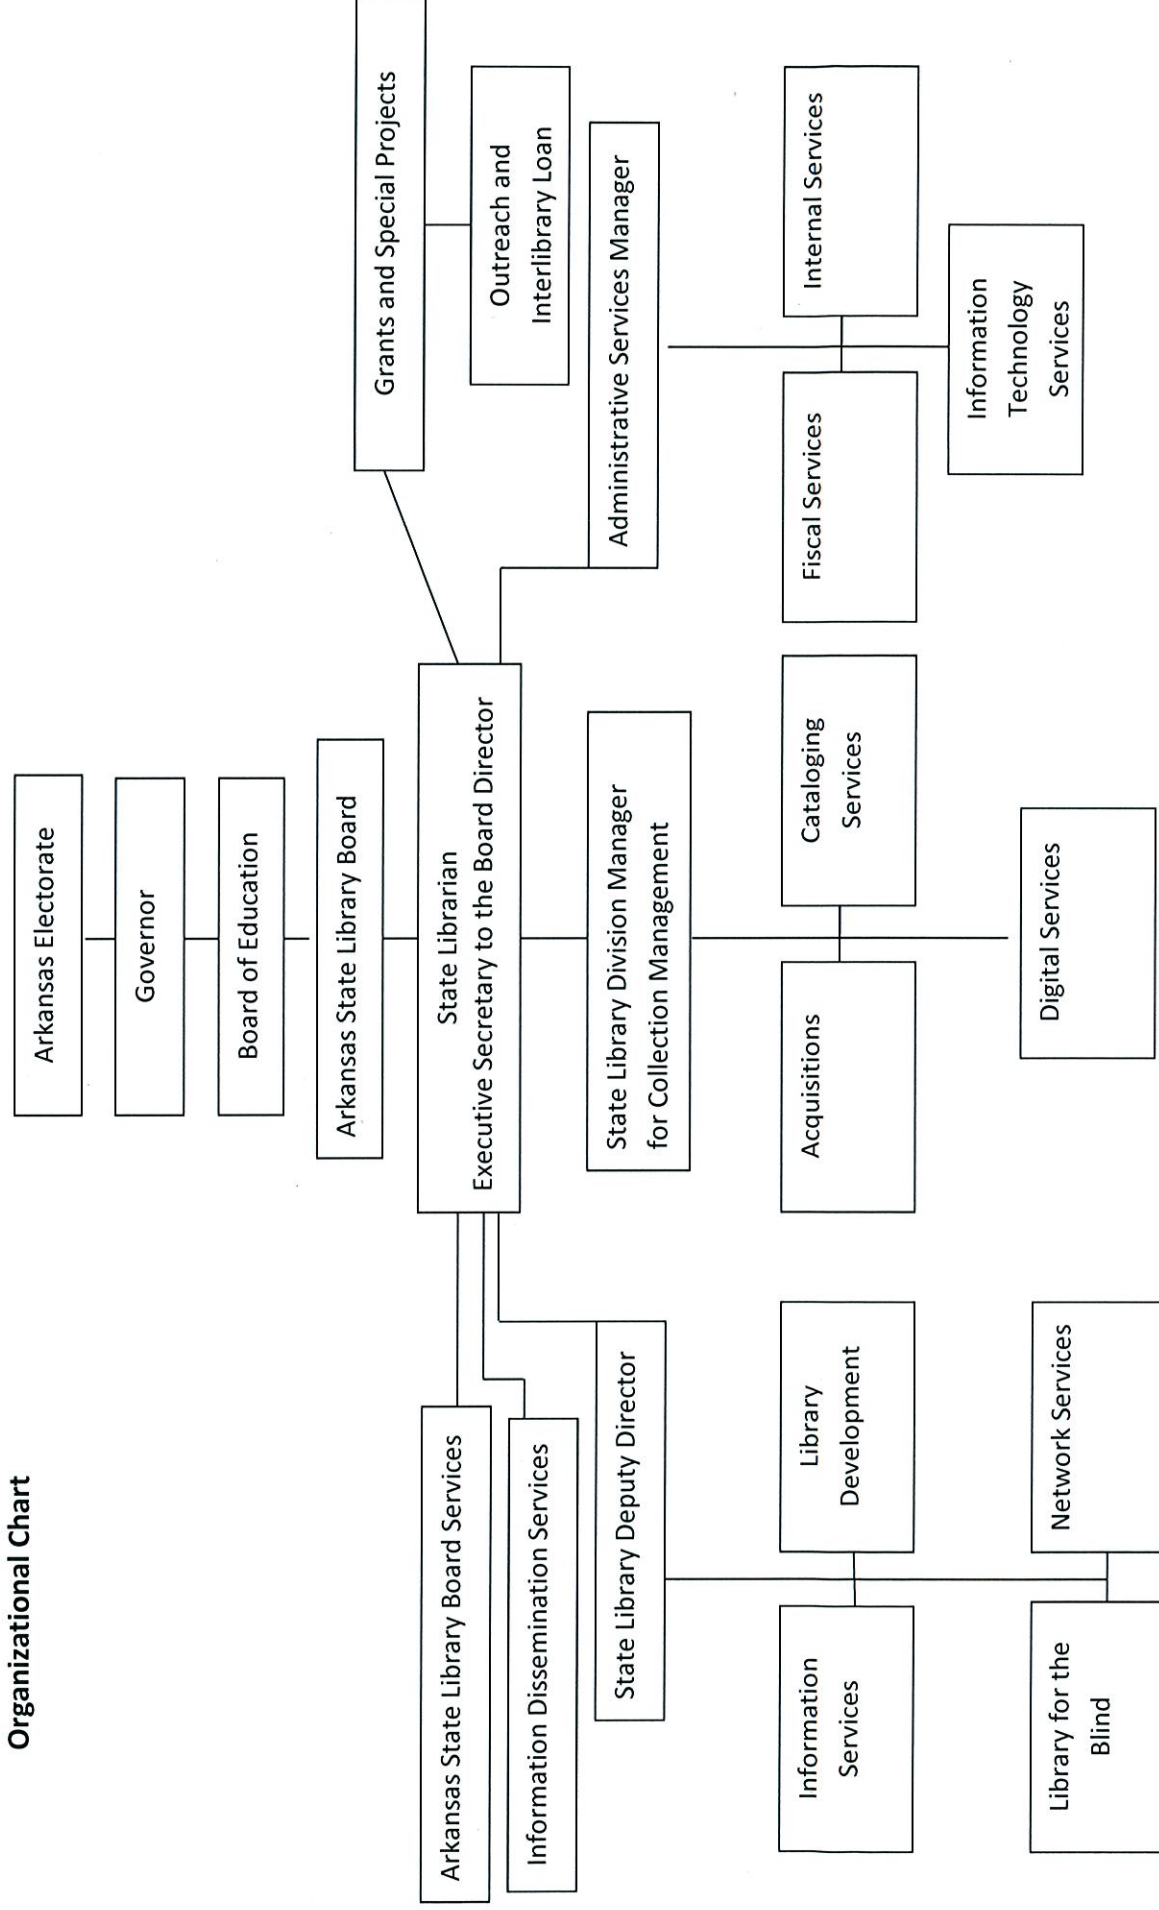 Organizational Chart
Arkansas Electorate
Governor
Board of Education
Arkansas State Library Board
State Librarian
Executive Secretary to the Board Director
Grants and Special Projects
Outreach and
Interlibrary Loan
Arkansas State Library Board Services
Information Dissemination Services
State Library Deputy Director
State Library Division Manager
for Collection Management
Administrative Services Manager
Information
Services
Library
Development
Acquisitions
Cataloging
Services
Fiscal Services
Internal Services
Library for the
Blind
Network Services
Digital Services
Information
Technology
Services